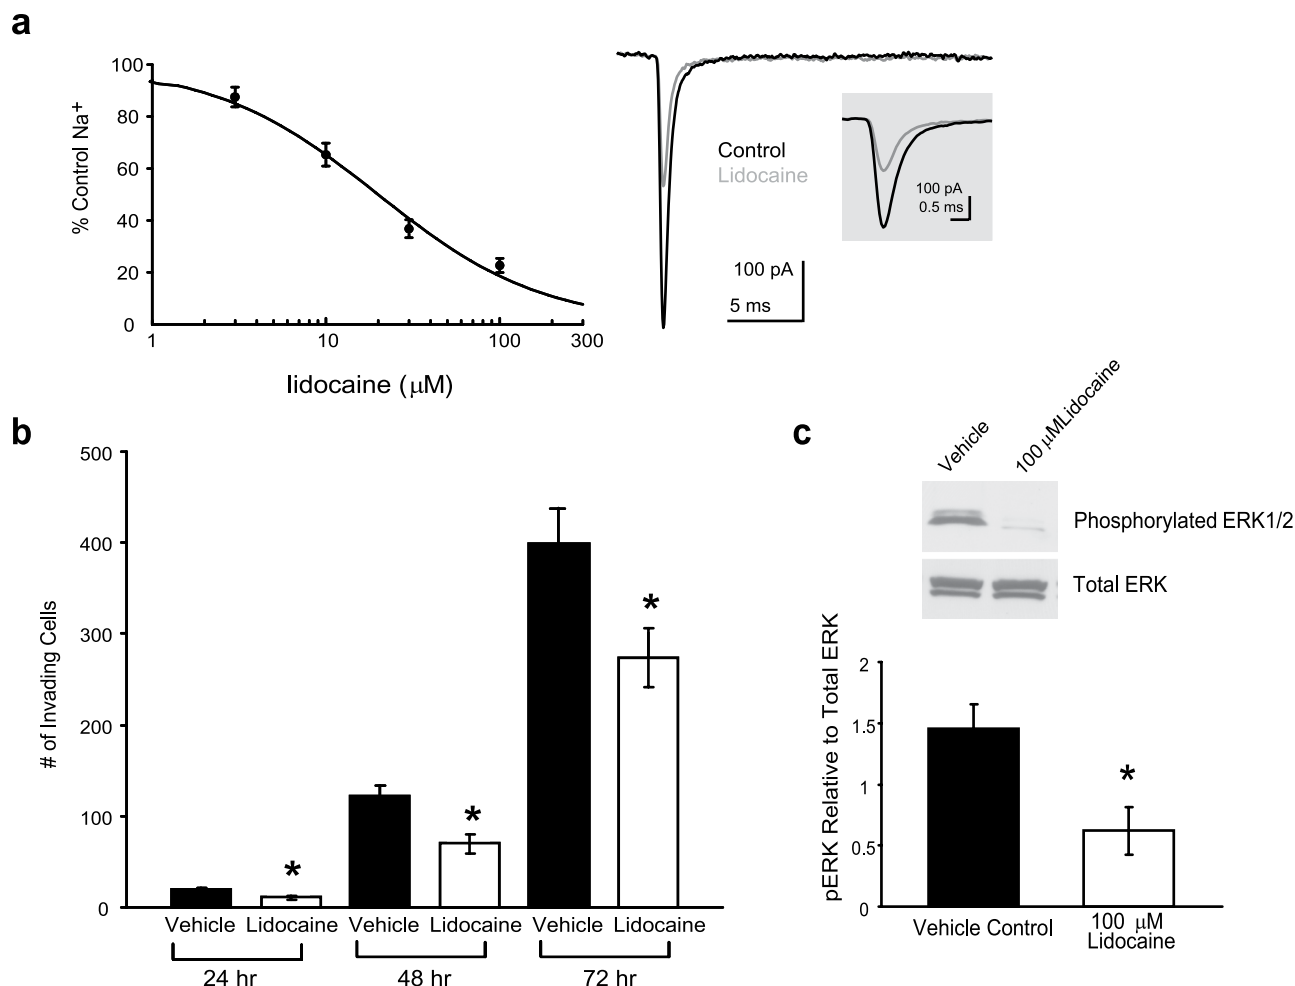 a
% Control Na+
100
80
60
40
20
0
1
10
100
300
lidocaine (μM)
Control
Lidocaine
100 pA
5 ms
100 pA
0.5 ms
b
# of Invading Cells
500
400
300
200
100
0
*
*
*
Vehicle
Lidocaine
Vehicle
Lidocaine
Vehicle
Lidocaine
24 hr
48 hr
72 hr
c
Vehicle
100 μMLidocaine
Phosphorylated ERK1/2
Total ERK
pERK Relative to Total ERK
2
1.5
1
0.5
0
*
Vehicle Control
100 μM
Lidocaine